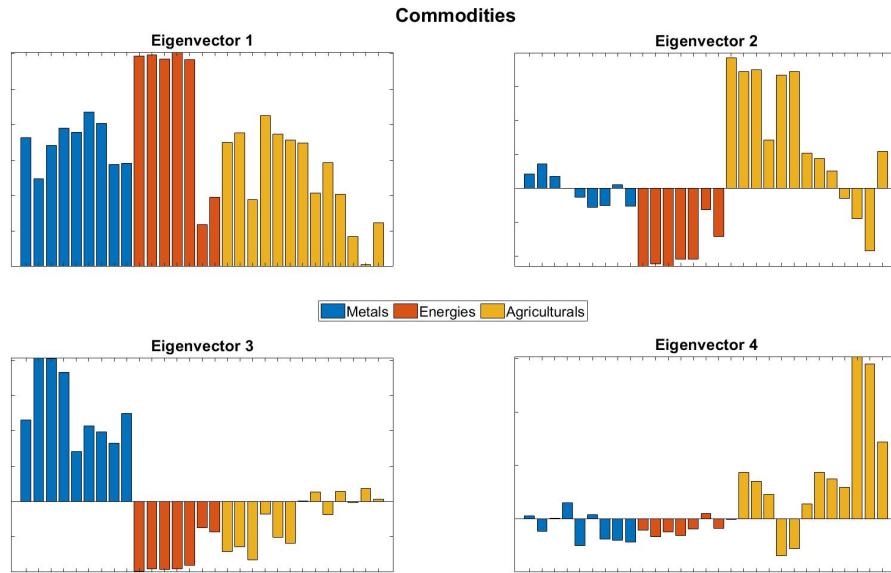 Commodities
Eigenvector 1
Eigenvector 2
Metals Energies Agriculturals
Eigenvector 3
Eigenvector 4